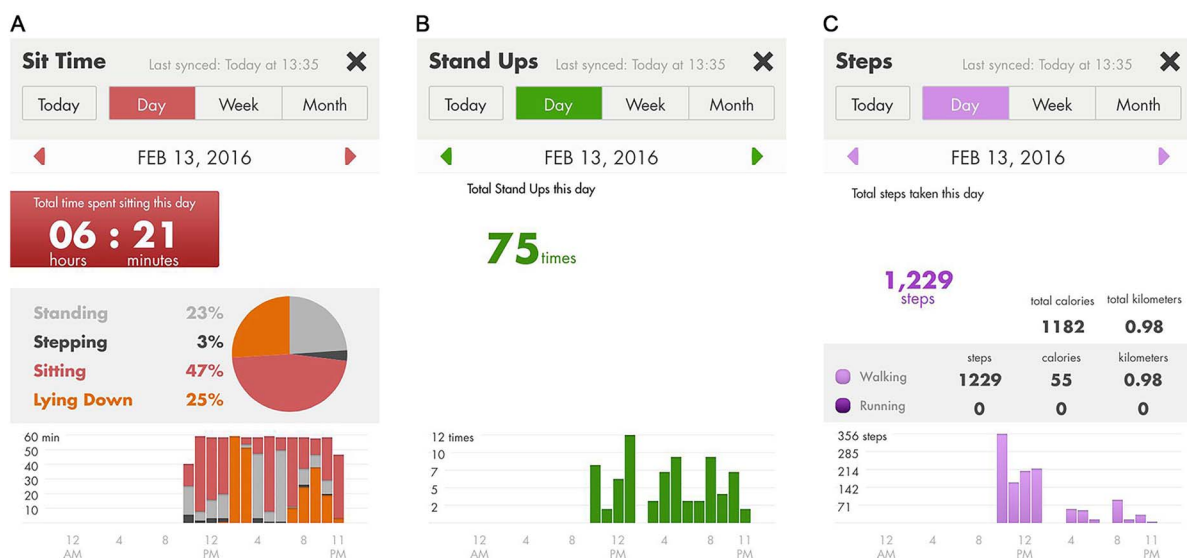 A
Sit Time
Last synced: Today at 13:35
Today
Day
Week
Month
FEB 13, 2016
Total time spent sitting this day
06 : 21
hours minutes
Standing 23%
Stepping 3%
Sitting 47%
Lying Down 25%
60 min
50
40
30
20
10
12 4 8 12 4 8 11
AM PM PM
B
Stand Ups
Last synced: Today at 13:35
Today
Day
Week
Month
FEB 13, 2016
Total Stand Ups this day
75 times
12 times
10
7
5
2
12 4 8 12 4 8 11
AM PM PM
C
Steps
Last synced: Today at 13:35
Today
Day
Week
Month
FEB 13, 2016
Total steps taken this day
1,229
steps
total calories total kilometers
1182 0.98
steps calories kilometers
Walking 1229 55 0.98
Running 0 0 0
356 steps
285
214
142
71
12 4 8 12 4 8 11
AM PM PM